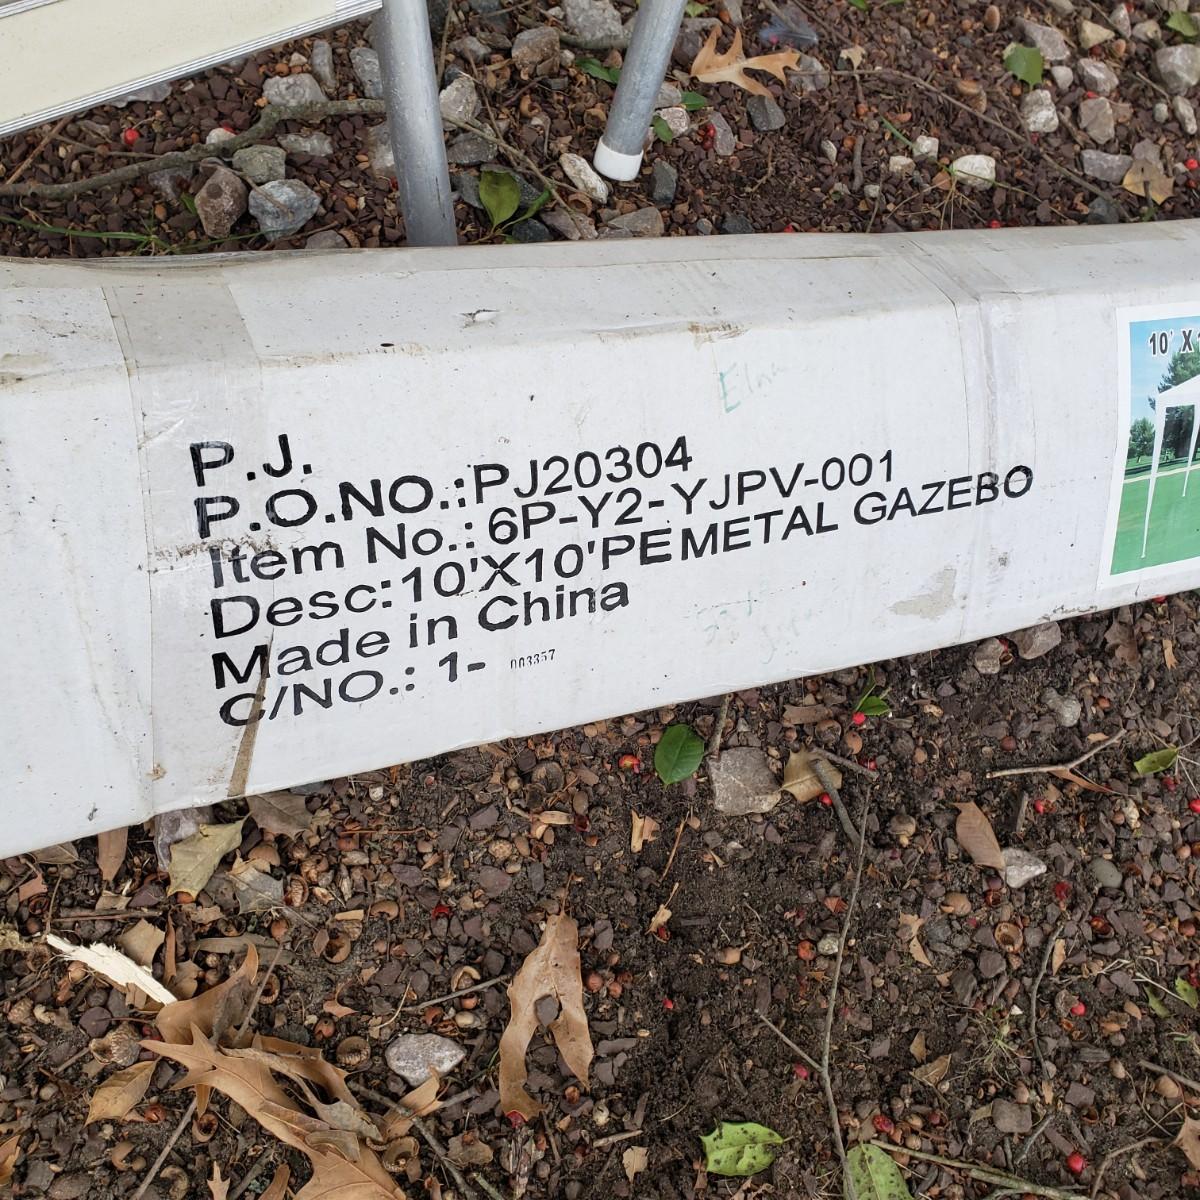 P.J.
P.O.NO.:PJ20304
Item No.: 6P-Y2-YJPV-001
Desc:10'X10'PEMETAL GAZEBO
Made in China
C/NO.: 1- 003357
10' X